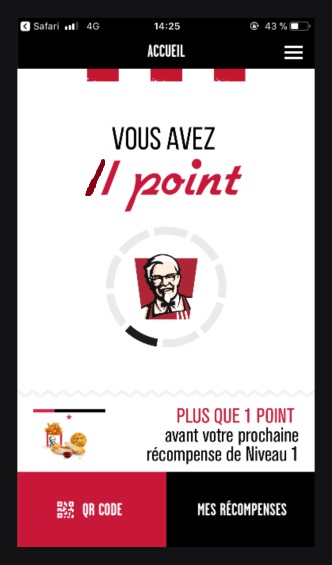 Safari 4G 14:25 43 %
ACCUEIL
VOUS AVEZ
1 point
PLUS QUE 1 POINT
avant votre prochaine
récompense de Niveau 1
QR CODE
MES RÉCOMPENSES